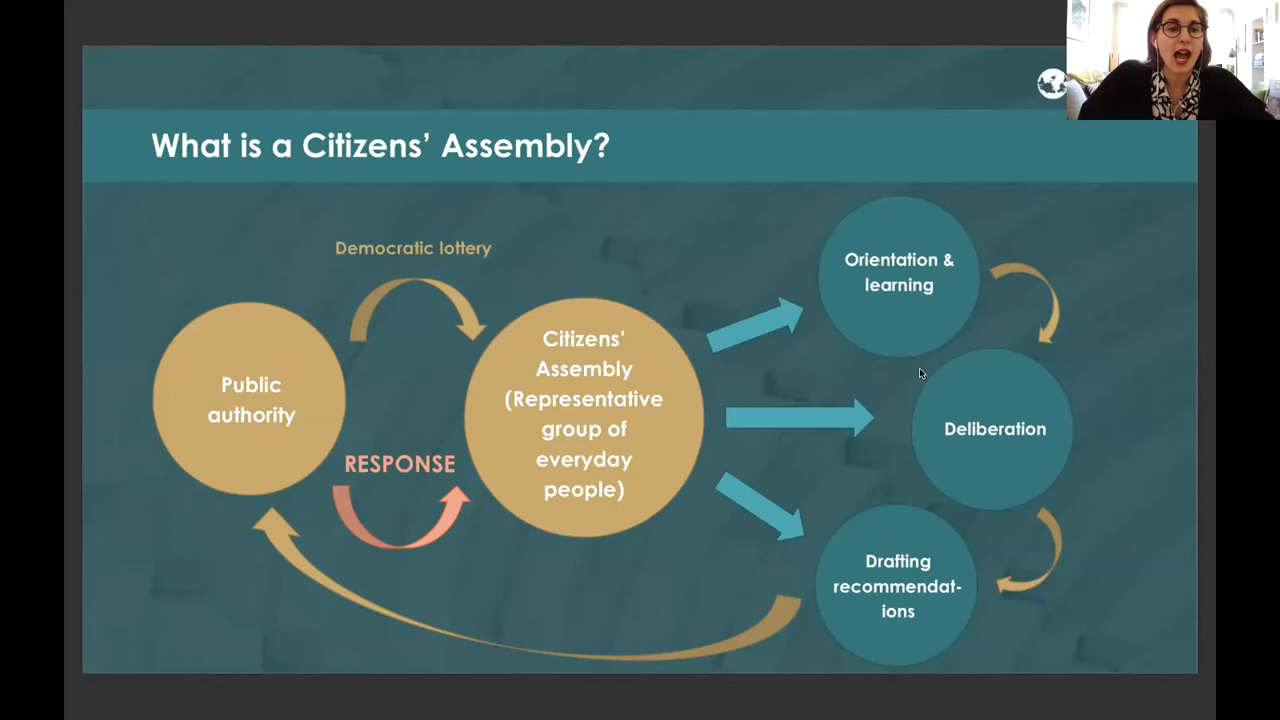 What is a Citizens’ Assembly?
Democratic lottery
Public
authority
RESPONSE
Citizens’
Assembly
(Representative
group of
everyday
people)
Orientation &
learning
Deliberation
Drafting
recommendat-
ions